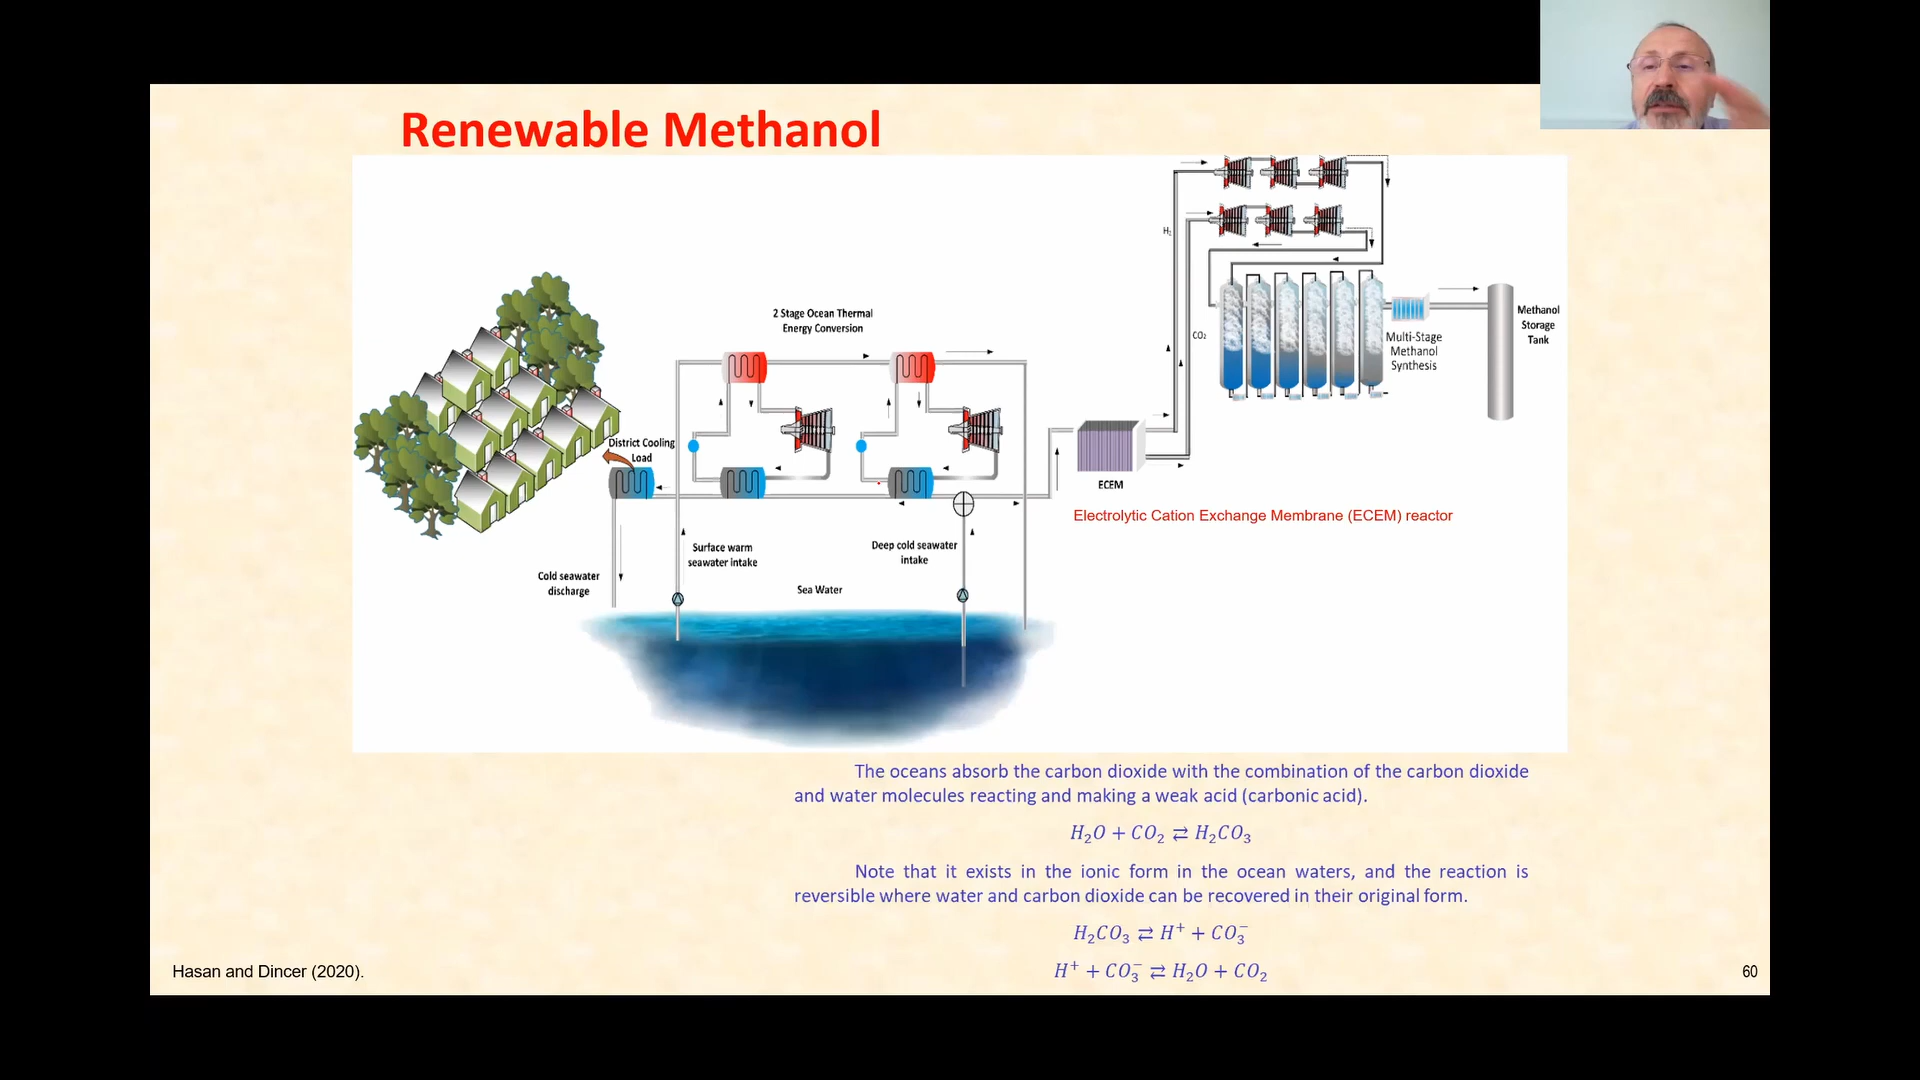 Renewable Methanol
H₂
CO₂
Multi-Stage
Methanol
Synthesis
Methanol
Storage
Tank
2 Stage Ocean Thermal
Energy Conversion
District Cooling
Load
ECEM
Electrolytic Cation Exchange Membrane (ECEM) reactor
Surface warm
seawater intake
Deep cold seawater
intake
Cold seawater
discharge
Sea Water
The oceans absorb the carbon dioxide with the combination of the carbon dioxide
and water molecules reacting and making a weak acid (carbonic acid).
H₂O + CO₂ ⇄ H₂CO₃
Note that it exists in the ionic form in the ocean waters, and the reaction is
reversible where water and carbon dioxide can be recovered in their original form.
H₂CO₃ ⇄ H⁺ + CO₃⁻
H⁺ + CO₃⁻ ⇄ H₂O + CO₂
Hasan and Dincer (2020).
60